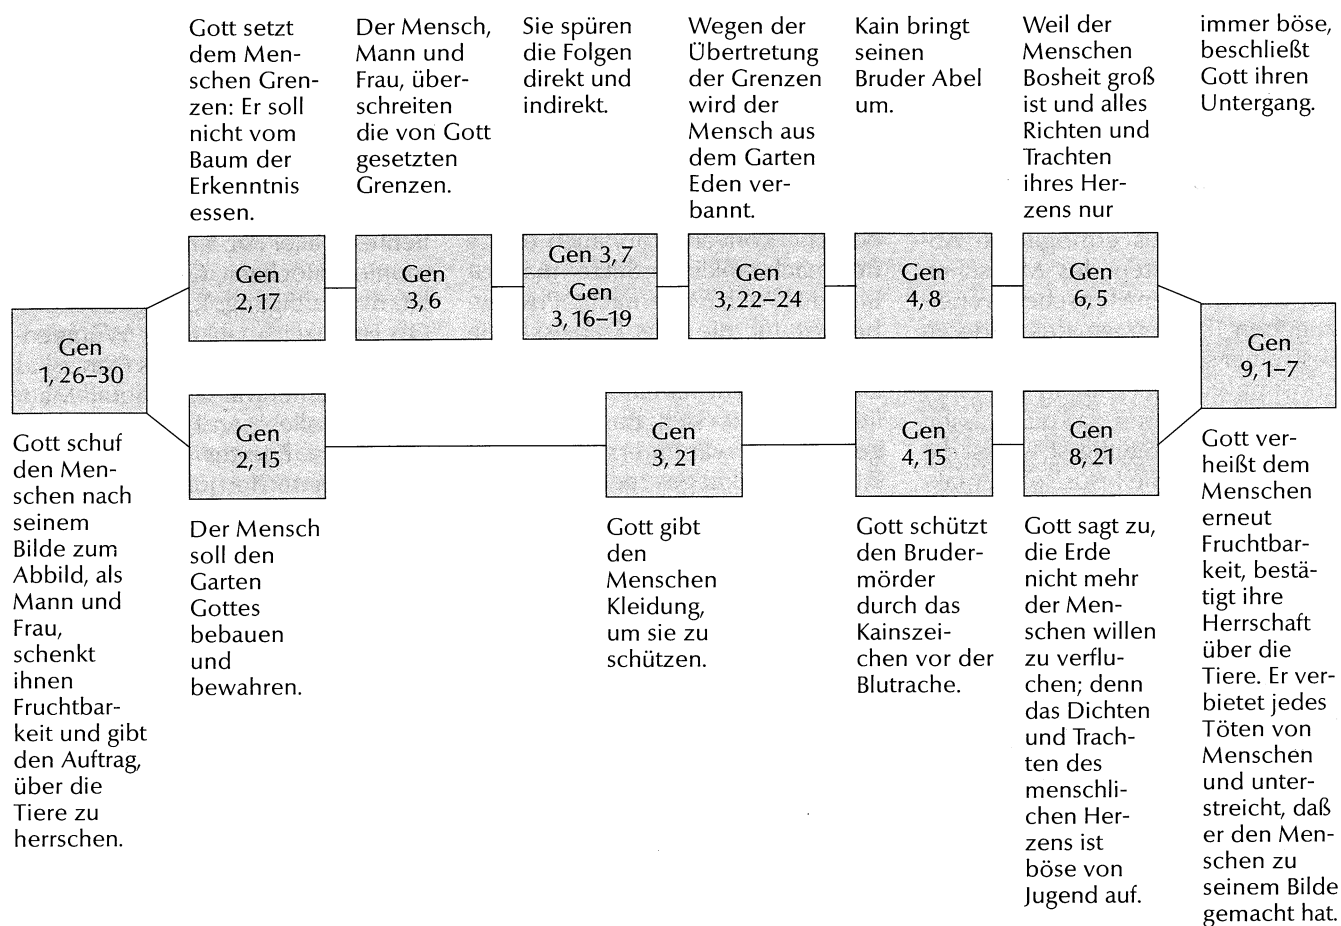 Gott setzt
dem Men-
schen Gren-
zen: Er soll
nicht vom
Baum der
Erkenntnis
essen.
Der Mensch,
Mann und
Frau, über-
schreiten
die von Gott
gesetzten
Grenzen.
Sie spüren
die Folgen
direkt und
indirekt.
Wegen der
Übertretung
der Grenzen
wird der
Mensch aus
dem Garten
Eden ver-
bannt.
Kain bringt
seinen
Bruder Abel
um.
Weil der
Menschen
Bosheit groß
ist und alles
Richten und
Trachten
ihres Her-
zens nur
immer böse,
beschließt
Gott ihren
Untergang.
Gen
2, 17
Gen
3, 6
Gen 3, 7
Gen
3, 16–19
Gen
3, 22–24
Gen
4, 8
Gen
6, 5
Gen
1, 26–30
Gen
9, 1–7
Gen
2, 15
Gen
3, 21
Gen
4, 15
Gen
8, 21
Gott schuf
den Men-
schen nach
seinem
Bilde zum
Abbild, als
Mann und
Frau,
schenkt
ihnen
Fruchtbar-
keit und gibt
den Auftrag,
über die
Tiere zu
herrschen.
Der Mensch
soll den
Garten
Gottes
bebauen
und
bewahren.
Gott gibt
den
Menschen
Kleidung,
um sie zu
schützen.
Gott schützt
den Bruder-
mörder
durch das
Kainszei-
chen vor der
Blutrache.
Gott sagt zu,
die Erde
nicht mehr
der Men-
schen willen
zu verflu-
chen; denn
das Dichten
und Trach-
ten des
menschli-
chen Her-
zens ist
böse von
Jugend auf.
Gott ver-
heißt dem
Menschen
erneut
Fruchtbar-
keit, bestä-
tigt ihre
Herrschaft
über die
Tiere. Er ver-
bietet jedes
Töten von
Menschen
und unter-
streicht, daß
er den Men-
schen zu
seinem Bilde
gemacht hat.